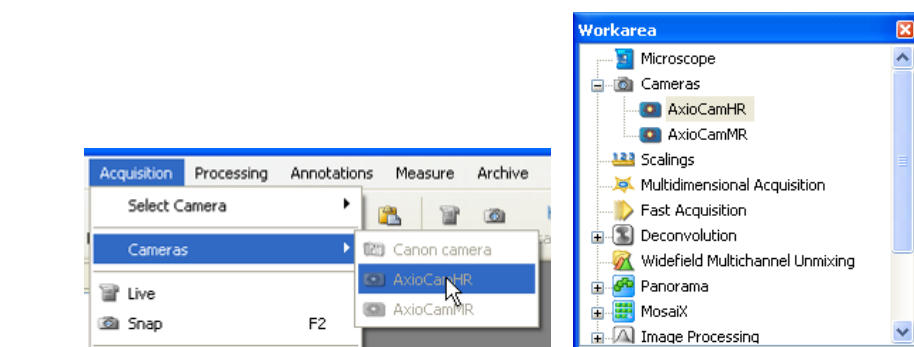 Acquisition Processing Annotations Measure Archive
Select Camera
Cameras
Canon camera
AxioCamHR
AxioCamMR
Live
Snap F2
Workarea
Microscope
Cameras
AxioCamHR
AxioCamMR
123 Scalings
Multidimensional Acquisition
Fast Acquisition
Deconvolution
Widefield Multichannel Unmixing
Panorama
MosaiX
Image Processing